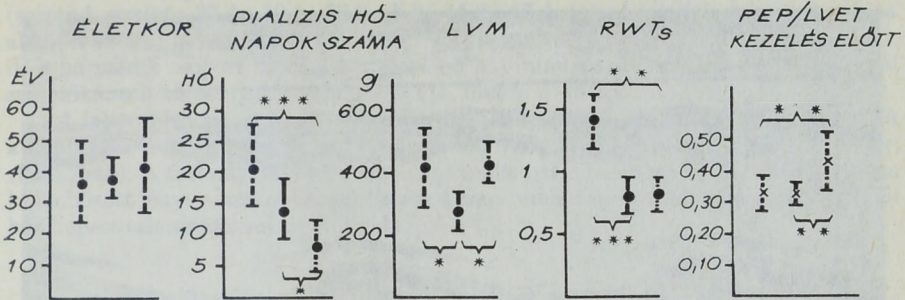 ÉLETKOR
ÉV
60
50
40
30
20
10
DIALIZIS HÓ-
NAPOK SZÁMA
HÓ
30
25
20
15
10
5
* * *
*
LVM
g
600
400
200
*
*
RWTs
1,5
1
0,5
* *
* * *
PEP/LVET
KEZELÉS ELŐTT
0,50
0,40
0,30
0,20
0,10
* *
* *